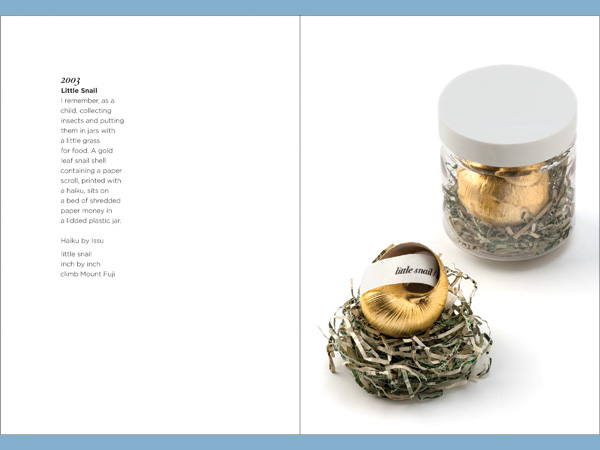 2003
Little Snail
I remember, as a
child, collecting
insects and putting
them in jars with
a little grass
for food. A gold
leaf snail shell
containing a paper
scroll, printed with
a haiku, sits on
a bed of shredded
paper money in
a lidded plastic jar.
Haiku by Issu
little snail
inch by inch
climb Mount Fuji
little snail